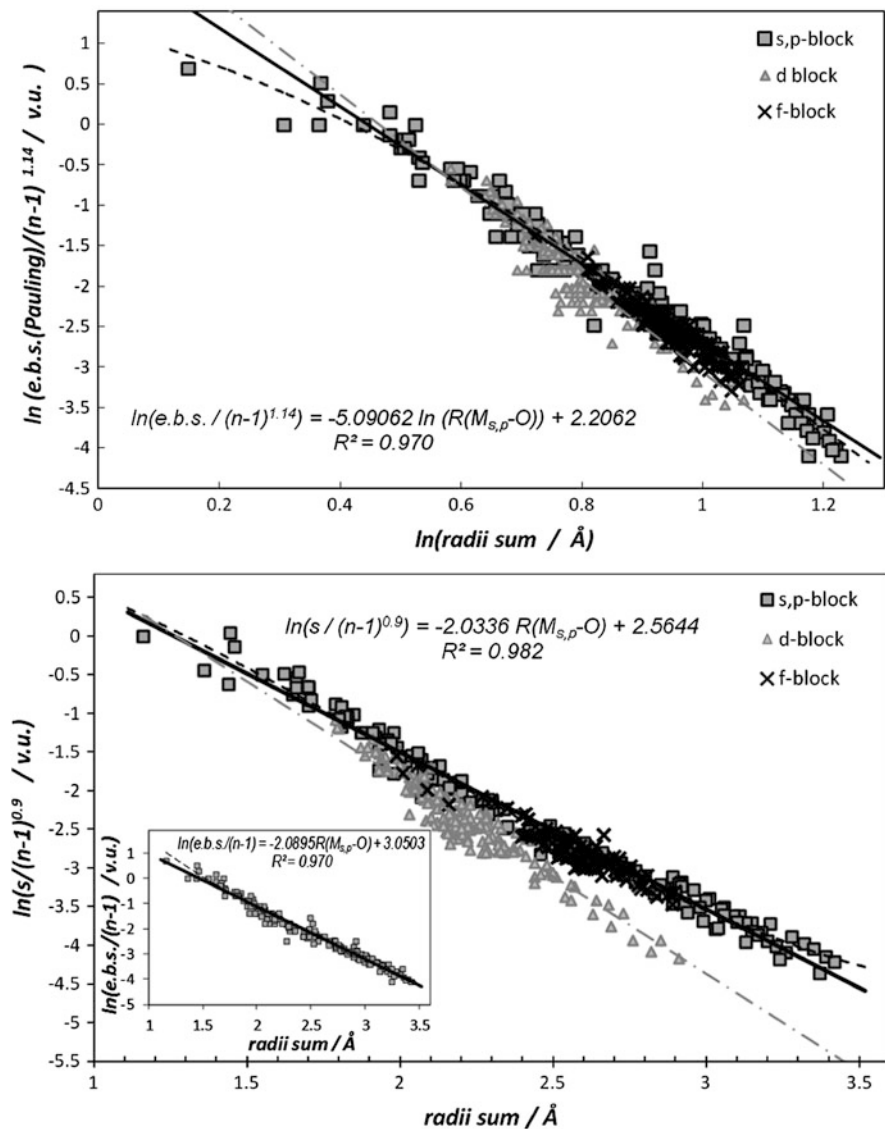 1
0.5
0
-0.5
-1
-1.5
-2
-2.5
-3
-3.5
-4
-4.5
ln (e.b.s.(Pauling)/(n-1) 1.14 / v.u. )
s,p-block
d block
f-block
ln(e.b.s. / (n-1)1.14) = -5.09062 ln (R(Ms,p-O)) + 2.2062
R² = 0.970
0 0.2 0.4 0.6 0.8 1 1.2
ln(radii sum / Å)
0.5
0
-0.5
-1
-1.5
-2
-2.5
-3
-3.5
-4
-4.5
-5
-5.5
ln(s/(n-1)0.9 / v.u.)
s,p-block
d-block
f-block
ln(s / (n-1)0.9) = -2.0336 R(Ms,p-O) + 2.5644
R² = 0.982
ln(e.b.s./(n-1) = -2.0895R(Ms,p-O) + 3.0503
R² = 0.970
1
0
-1
-2
-3
-4
-5
ln(e.b.s./(n-1) / v.u.)
1 1.5 2 2.5 3 3.5
radii sum / Å
1 1.5 2 2.5 3 3.5
radii sum / Å